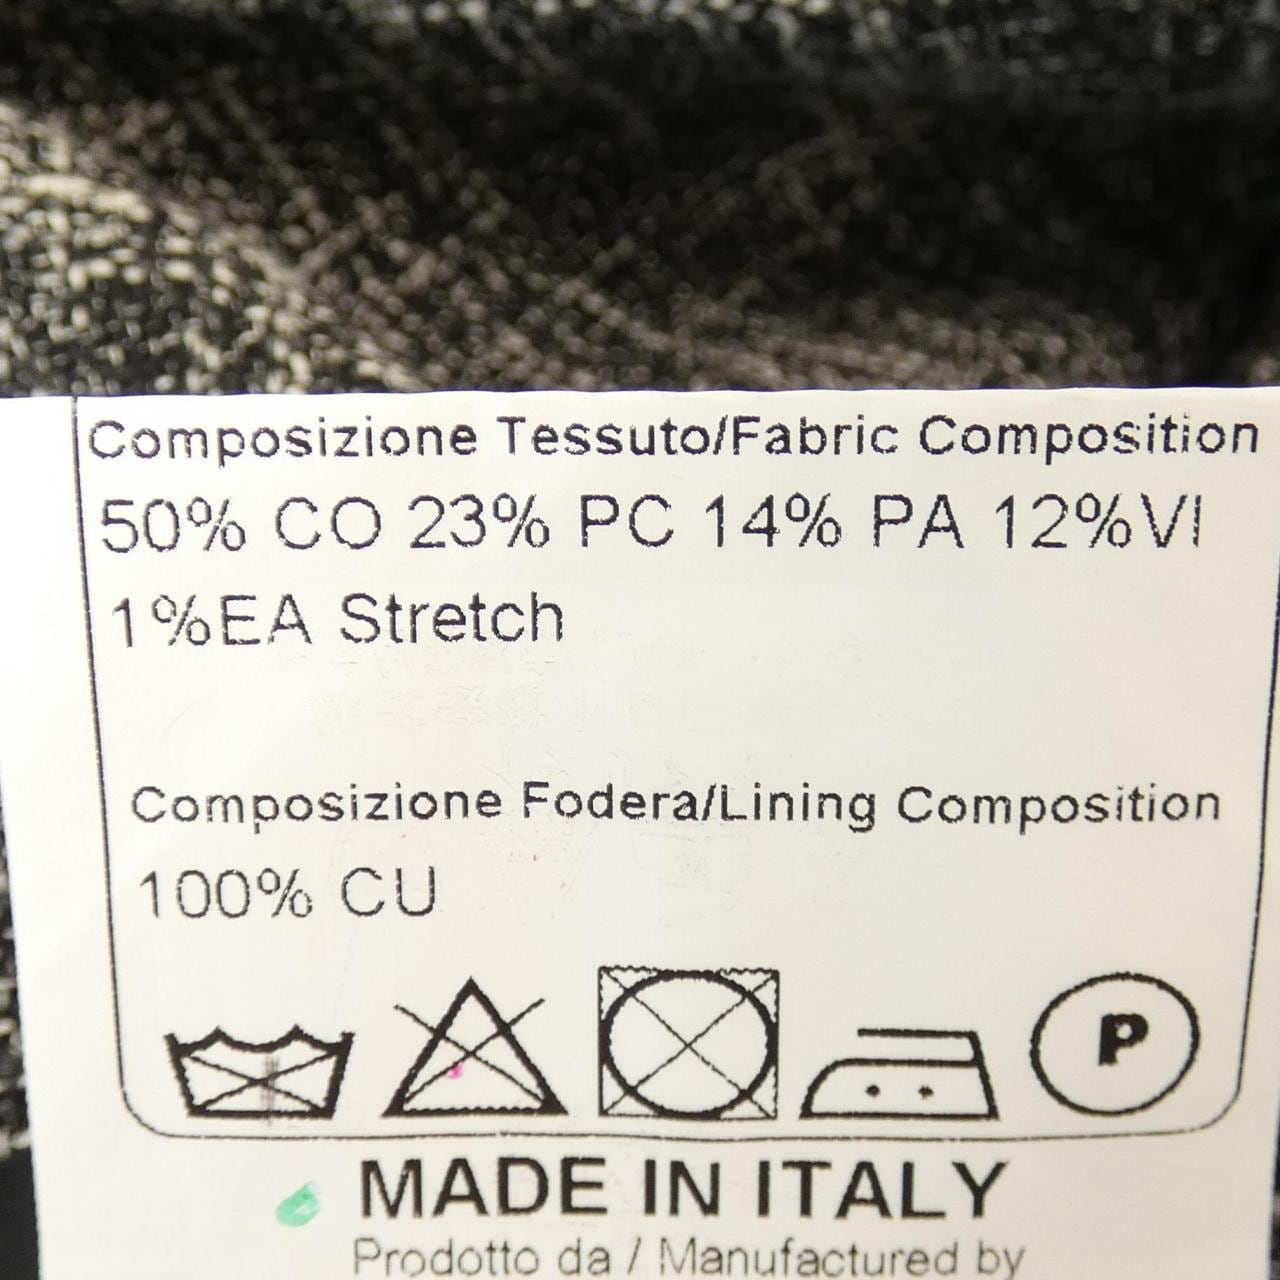 Composizione Tessuto/Fabric Composition
50% CO 23% PC 14% PA 12%VI
1%EA Stretch
Composizione Fodera/Lining Composition
100% CU
P
MADE IN ITALY
Prodotto da / Manufactured by